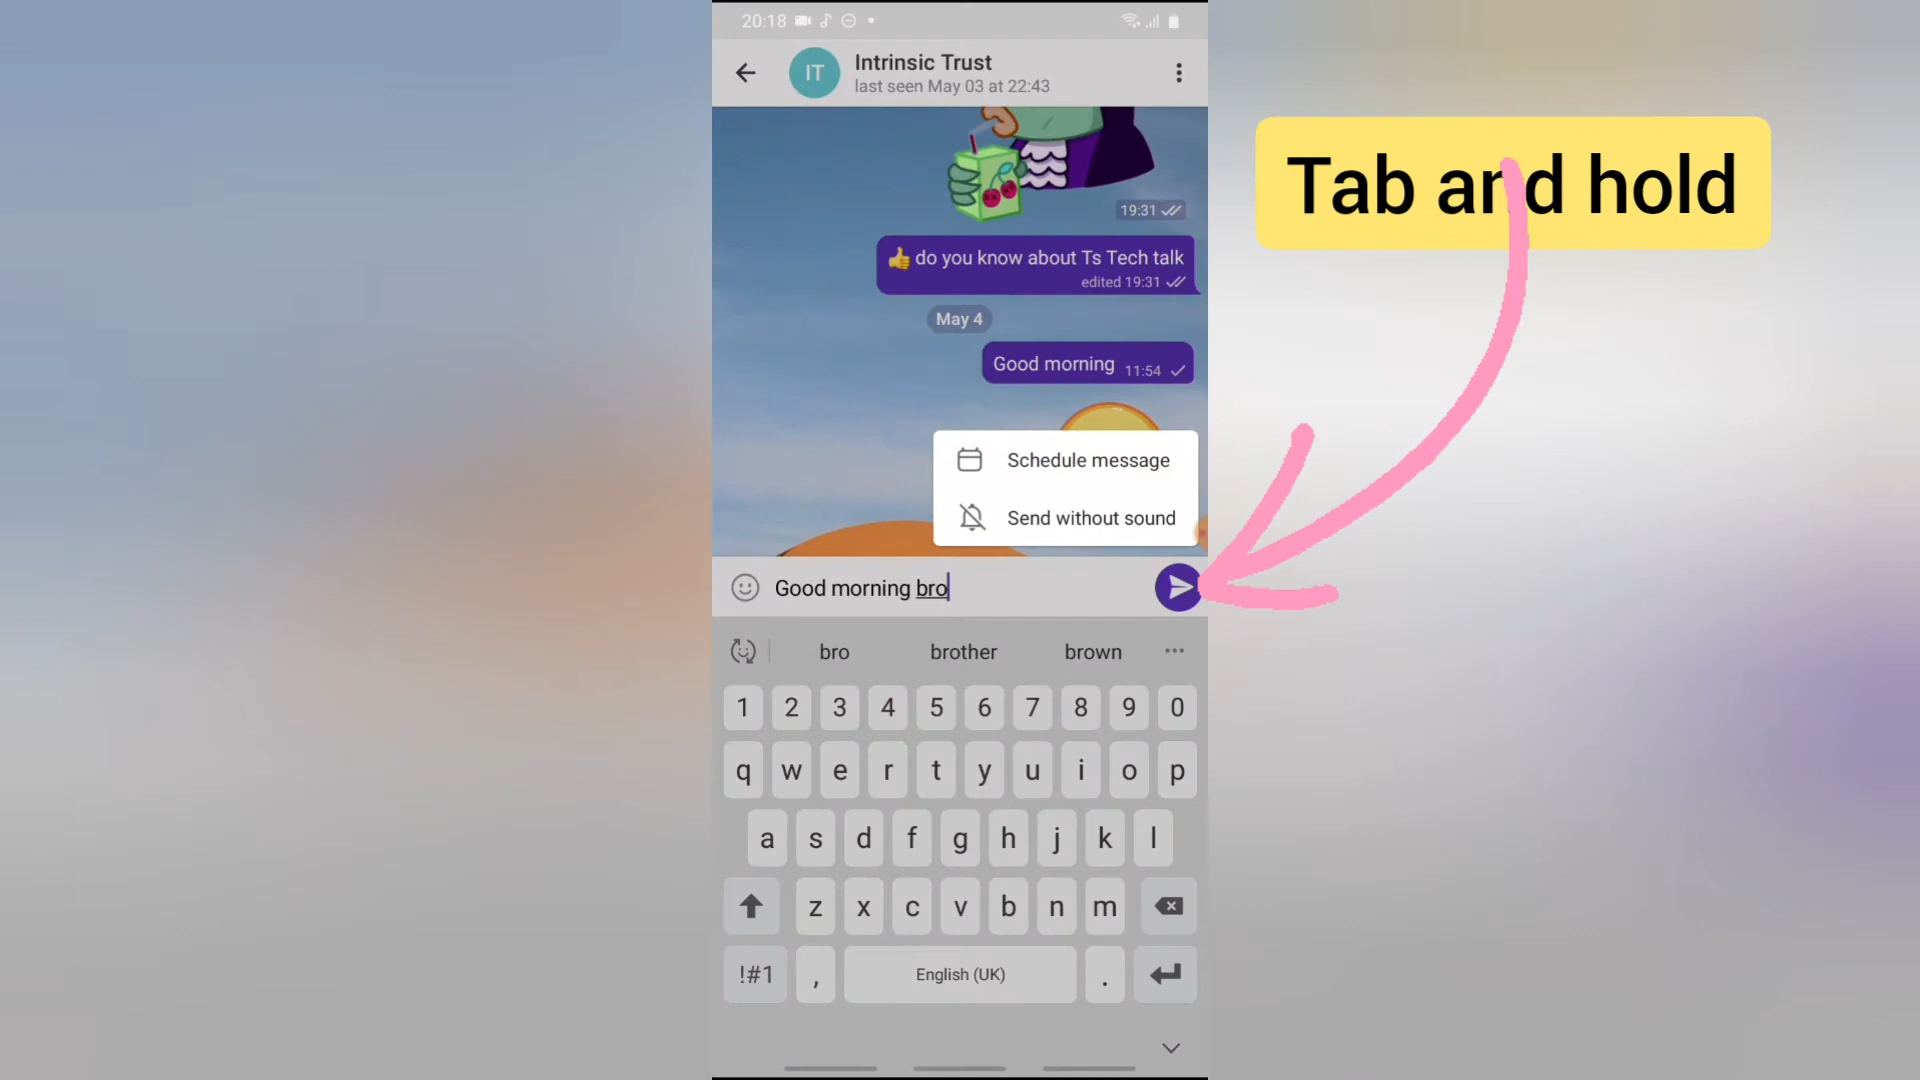 20:18
IT
Intrinsic Trust
last seen May 03 at 22:43
Tab and hold
19:31
👍 do you know about Ts Tech talk
edited 19:31
May 4
Good morning 11:54
Schedule message
Send without sound
Good morning bro
bro brother brown
1 2 3 4 5 6 7 8 9 0
q w e r t y u i o p
a s d f g h j k l
z x c v b n m
!#1 , English (UK) .